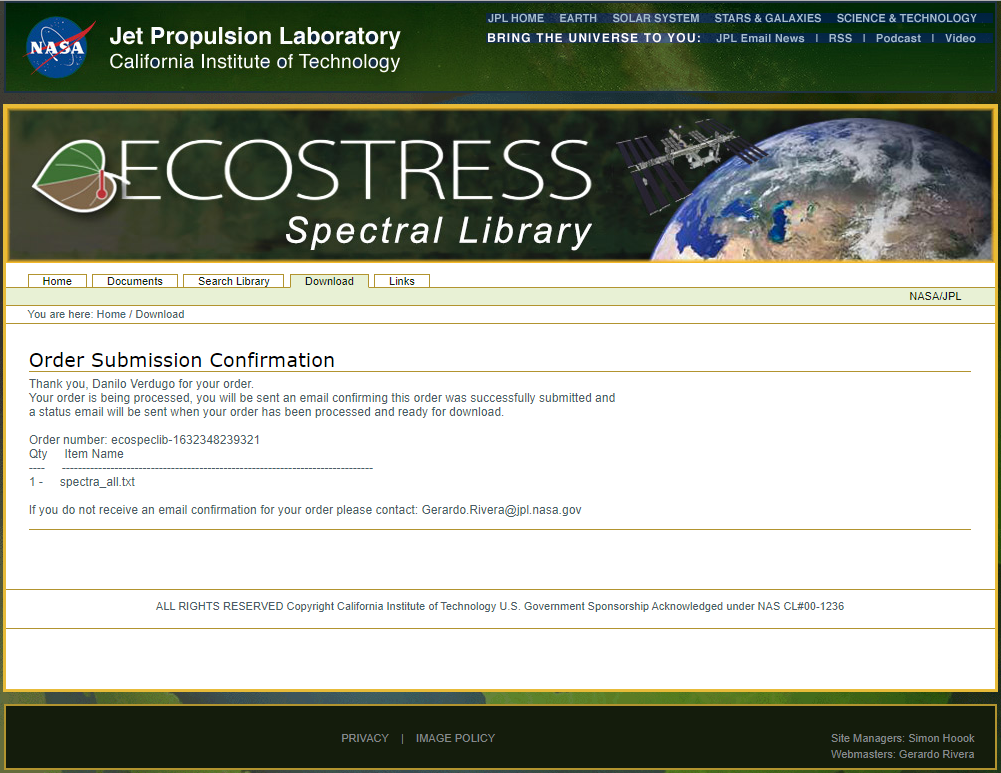 NASA
Jet Propulsion Laboratory
California Institute of Technology
JPL HOME EARTH SOLAR SYSTEM STARS & GALAXIES SCIENCE & TECHNOLOGY
BRING THE UNIVERSE TO YOU: JPL Email News | RSS | Podcast | Video
ECOSTRESS
Spectral Library
Home Documents Search Library Download Links
NASA/JPL
You are here: Home / Download
Order Submission Confirmation
Thank you, Danilo Verdugo for your order.
Your order is being processed, you will be sent an email confirming this order was successfully submitted and
a status email will be sent when your order has been processed and ready for download.
Order number: ecospeclib-1632348239321
Qty Item Name
---- ------------------------------------------------------------------------------
1 - spectra_all.txt
If you do not receive an email confirmation for your order please contact: Gerardo.Rivera@jpl.nasa.gov
ALL RIGHTS RESERVED Copyright California Institute of Technology U.S. Government Sponsorship Acknowledged under NAS CL#00-1236
PRIVACY | IMAGE POLICY
Site Managers: Simon Hoook
Webmasters: Gerardo Rivera